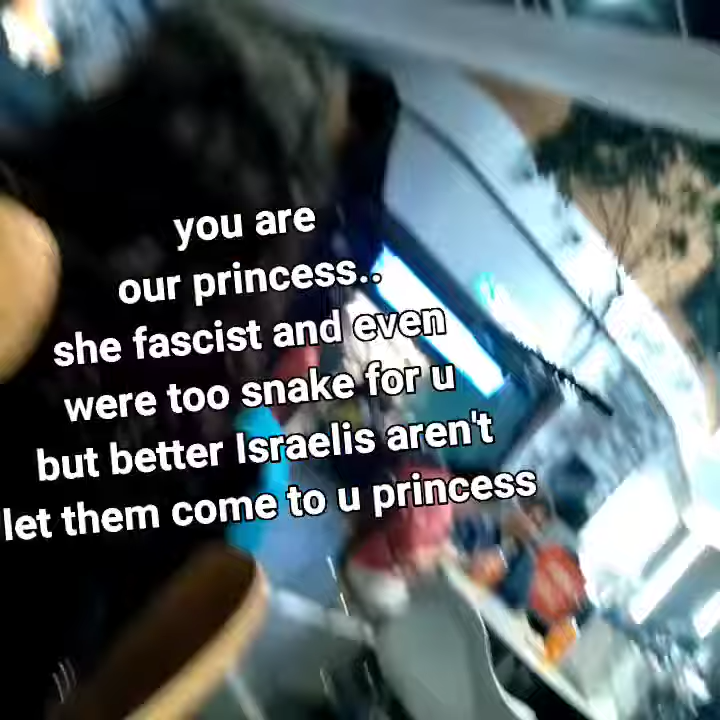 you are
our princess..
she fascist and even
were too snake for u
but better Israelis aren't
let them come to u princess